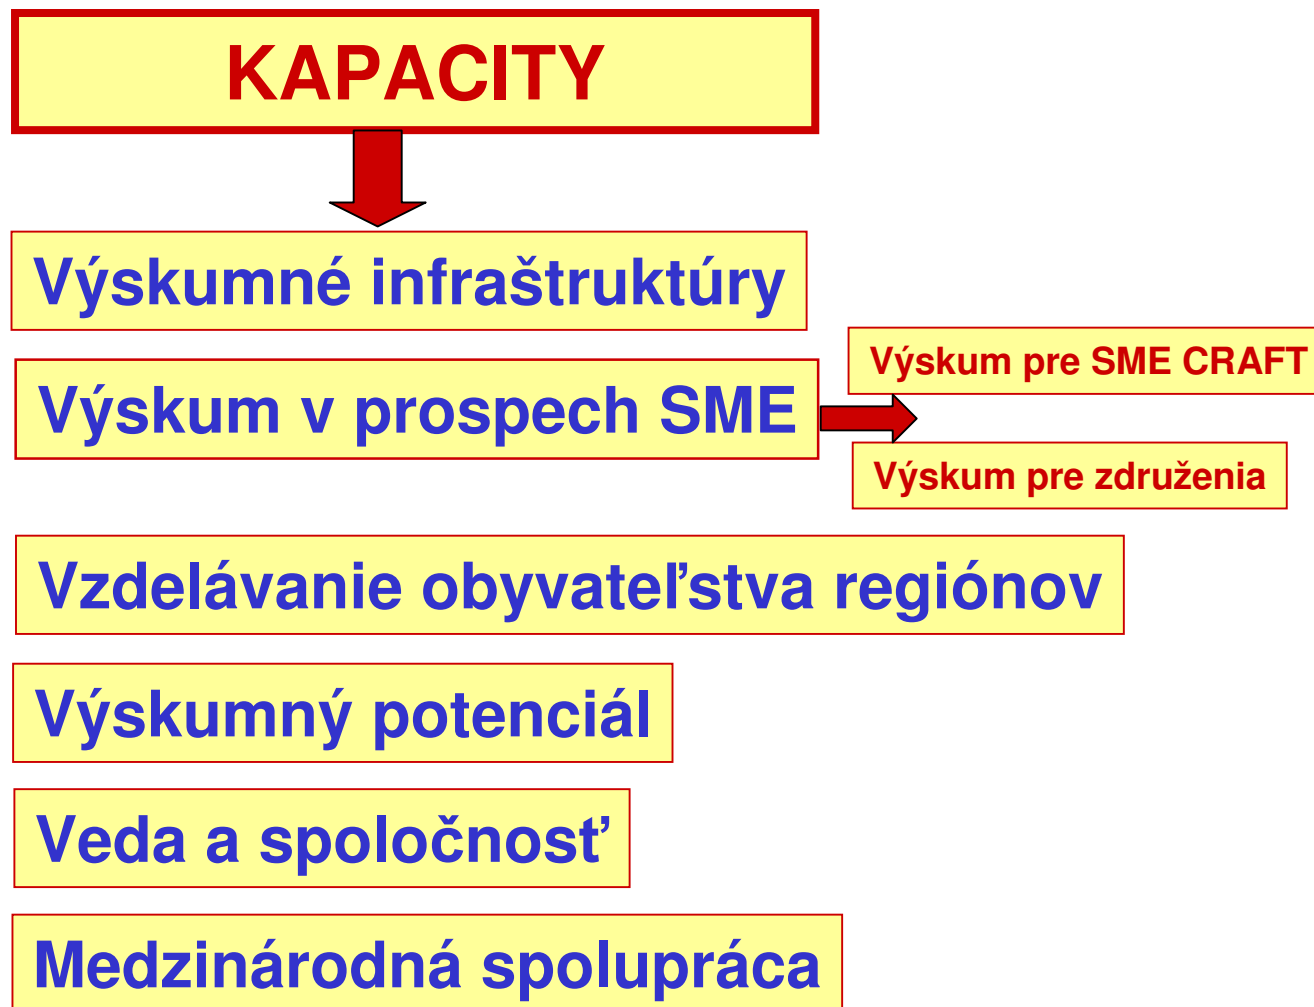 KAPACITY
Výskumné infraštruktúry
Výskum v prospech SME
Výskum pre SME CRAFT
Výskum pre združenia
Vzdelávanie obyvateľstva regiónov
Výskumný potenciál
Veda a spoločnosť
Medzinárodná spolupráca